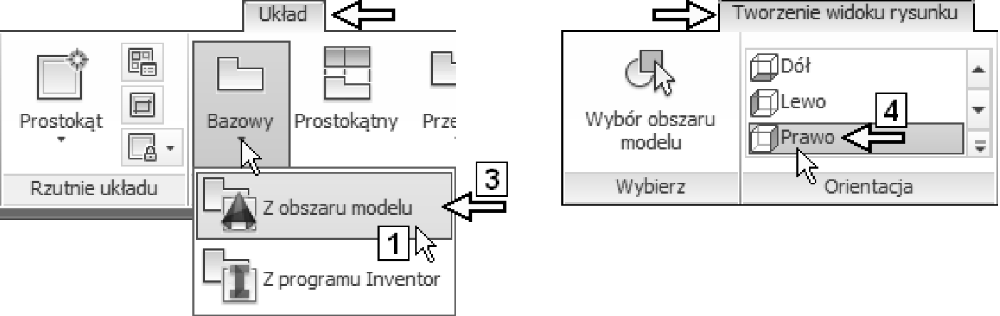 Układ
Prostokąt
Bazowy
Prostokątny
Rzutnie układu
3
Z obszaru modelu
1
Z programu Inventor
Tworzenie widoku rysunku
Wybór obszaru
modelu
Dół
Lewo
4
Prawo
Wybierz
Orientacja